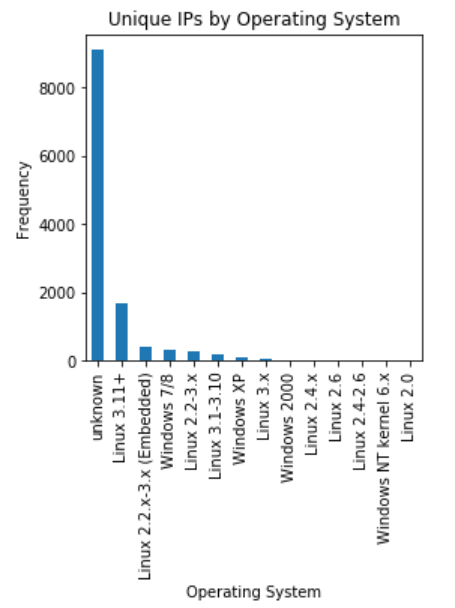 Unique IPs by Operating System
Frequency
8000
6000
4000
2000
0
unknown
Linux 3.11+
Linux 2.2.x-3.x (Embedded)
Windows 7/8
Linux 2.2-3.x
Linux 3.1-3.10
Windows XP
Linux 3.x
Windows 2000
Linux 2.4.x
Linux 2.6
Linux 2.4-2.6
Windows NT kernel 6.x
Linux 2.0
Operating System